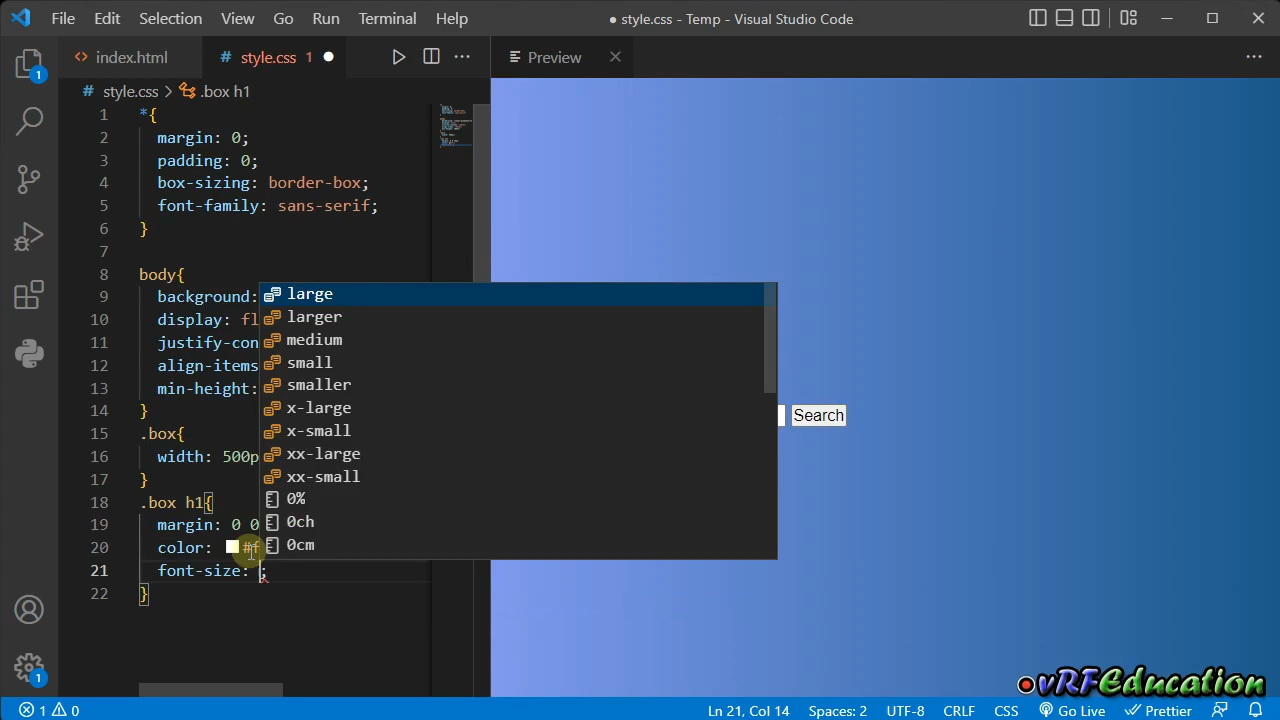 File Edit Selection View Go Run Terminal Help
● style.css - Temp - Visual Studio Code
index.html
# style.css 1
Preview
# style.css > .box h1
1 *{
2 margin: 0;
3 padding: 0;
4 box-sizing: border-box;
5 font-family: sans-serif;
6 }
7
8 body{
9 background:
10 display: fl
11 justify-con
12 align-items
13 min-height:
14 }
15 .box{
16 width: 500p
17 }
18 .box h1{
19 margin: 0 0
20 color: #f
21 font-size: ;
22 }
large
larger
medium
small
smaller
x-large
x-small
xx-large
xx-small
0%
0ch
0cm
Search
1
1
vRFEducation
1 0
Ln 21, Col 14 Spaces: 2 UTF-8 CRLF CSS Go Live Prettier